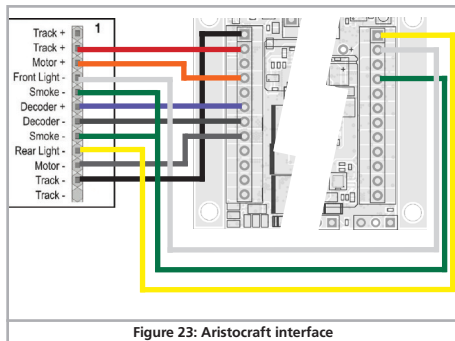 1
Track +
Track +
Motor +
Front Light -
Smoke -
Decoder +
Decoder -
Smoke -
Rear Light -
Motor -
Track -
Track -
Figure 23: Aristocraft interface